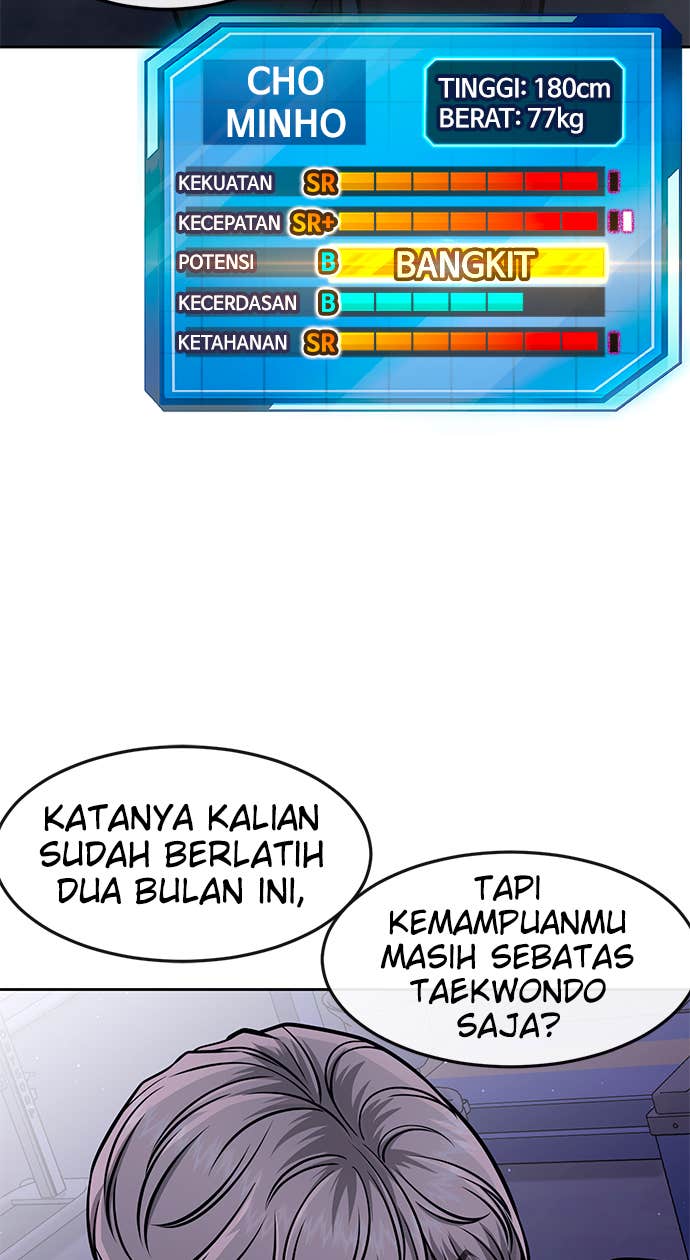 CHO
MINHO
TINGGI: 180cm
BERAT: 77kg
KEKUATAN SR
KECEPATAN SR+
POTENSI B BANGKIT
KECERDASAN B
KETAHANAN SR
KATANYA KALIAN
SUDAH BERLATIH
DUA BULAN INI,
TAPI
KEMAMPUANMU
MASIH SEBATAS
TAEKWONDO
SAJA?